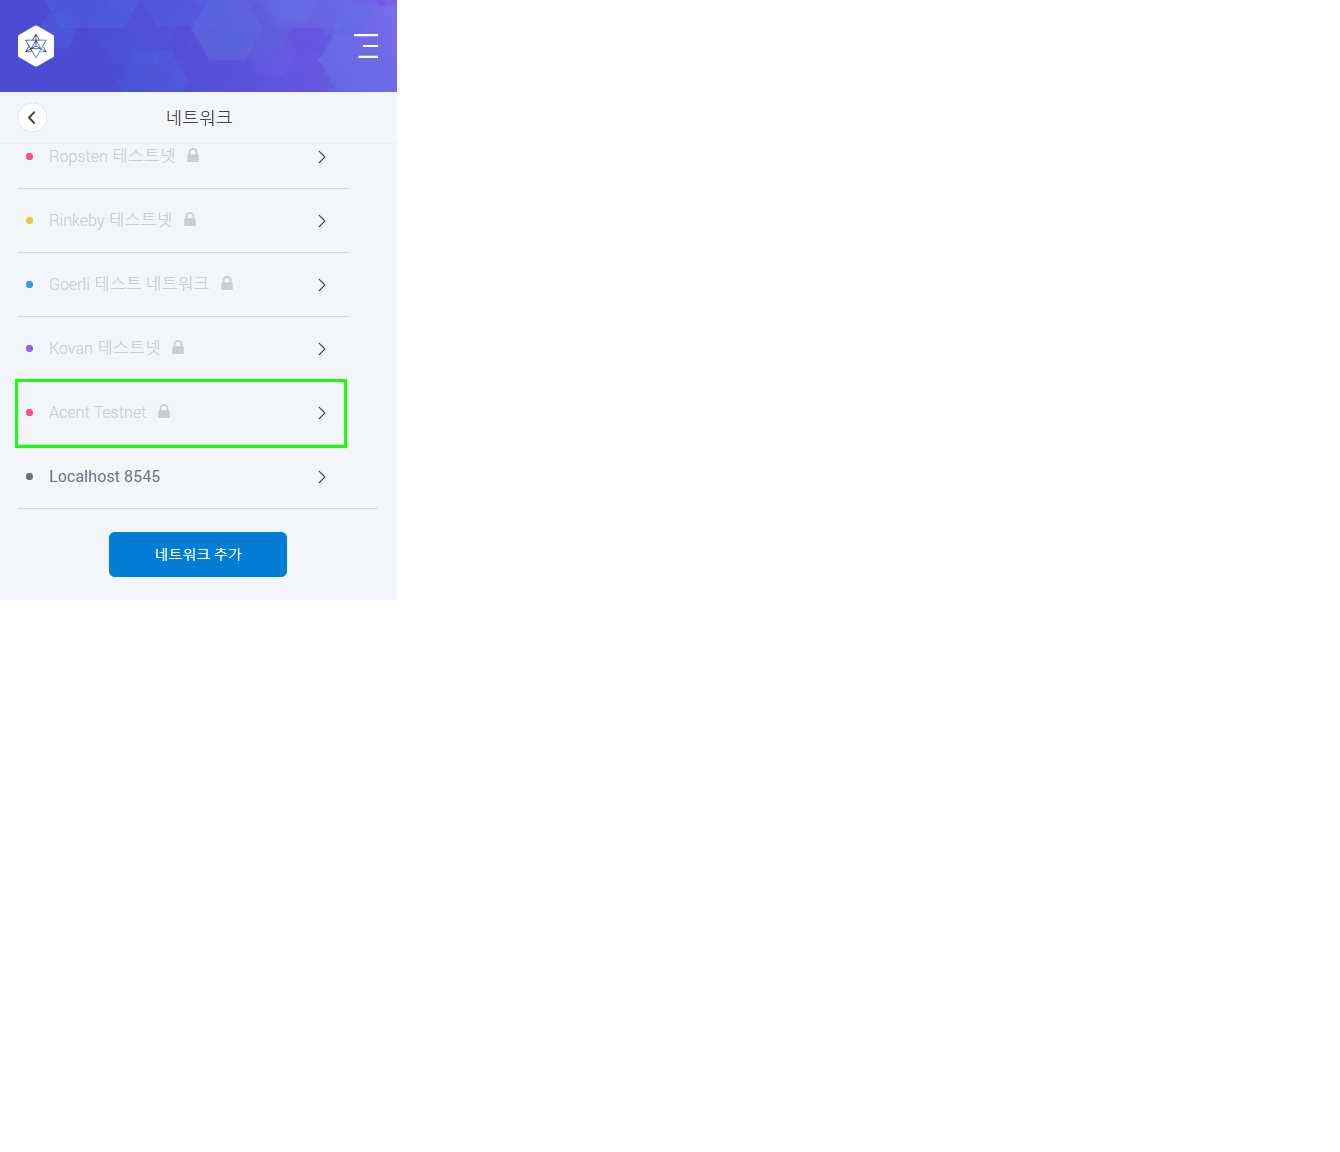 네트워크
Ropsten 테스트넷
Rinkeby 테스트넷
Goerli 테스트 네트워크
Kovan 테스트넷
Acent Testnet
Localhost 8545
네트워크 추가